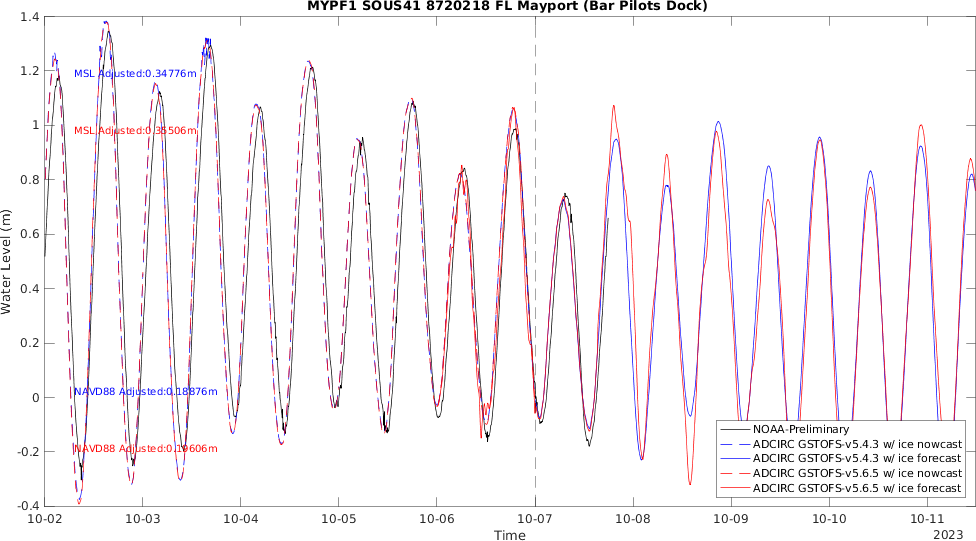 MYPF1 SOUS41 8720218 FL Mayport (Bar Pilots Dock)
1.4
1.2
1
0.8
0.6
0.4
0.2
0
-0.2
-0.4
Water Level (m)
MSL Adjusted:0.34776m
MSL Adjusted:0.35506m
NAVD88 Adjusted:0.18876m
NAVD88 Adjusted:0.19606m
NOAA-Preliminary
ADCIRC GSTOFS-v5.4.3 w/ ice nowcast
ADCIRC GSTOFS-v5.4.3 w/ ice forecast
ADCIRC GSTOFS-v5.6.5 w/ ice nowcast
ADCIRC GSTOFS-v5.6.5 w/ ice forecast
10-02 10-03 10-04 10-05 10-06 10-07 10-08 10-09 10-10 10-11
2023
Time